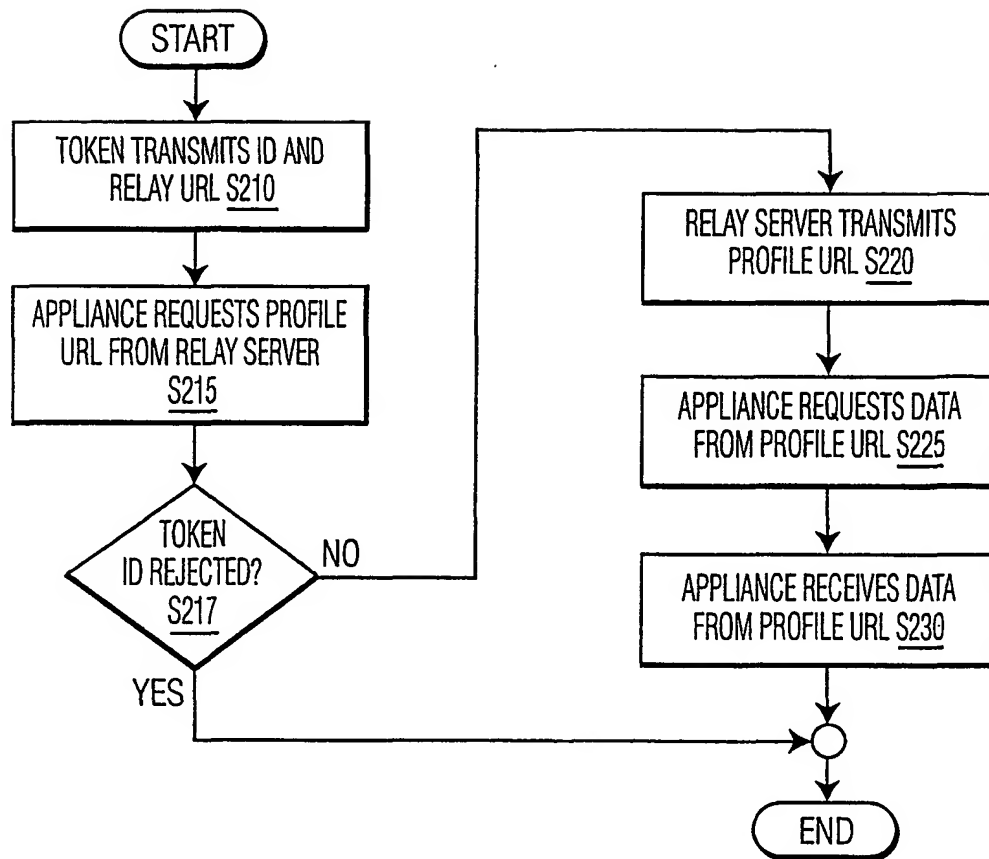 START
TOKEN TRANSMITS ID AND
RELAY URL S210
APPLIANCE REQUESTS PROFILE
URL FROM RELAY SERVER
S215
TOKEN
ID REJECTED?
S217
NO
YES
RELAY SERVER TRANSMITS
PROFILE URL S220
APPLIANCE REQUESTS DATA
FROM PROFILE URL S225
APPLIANCE RECEIVES DATA
FROM PROFILE URL S230
END